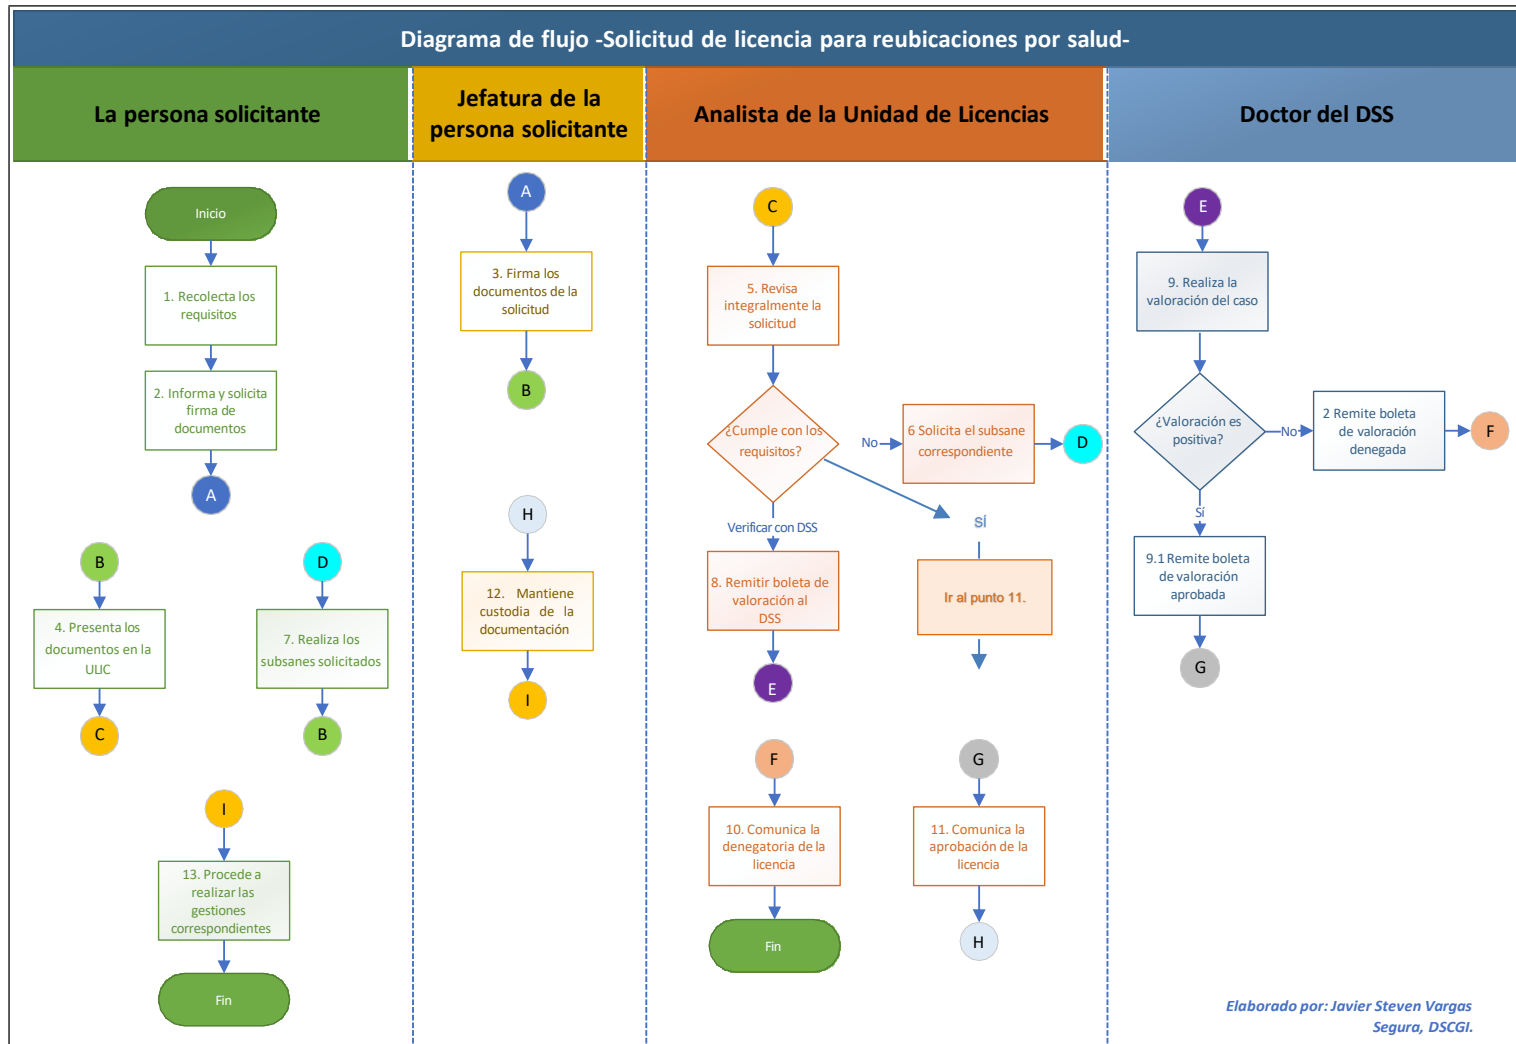 Diagrama de flujo -Solicitud de licencia para reubicaciones por salud-
La persona solicitante
Jefatura de la
persona solicitante
Analista de la Unidad de Licencias
Doctor del DSS
Inicio
1. Recolecta los
requisitos
2. Informa y solicita
firma de
documentos
A
B
4. Presenta los
documentos en la
ULIC
C
D
7. Realiza los
subsanes solicitados
B
I
13. Procede a
realizar las
gestiones
correspondientes
Fin
A
3. Firma los
documentos de la
solicitud
B
H
12. Mantiene
custodia de la
documentación
I
C
5. Revisa
integralmente la
solicitud
¿Cumple con los
requisitos?
No
6 Solicita el subsane
correspondiente
D
Verificar con DSS
8. Remitir boleta de
valoración al
DSS
E
SÍ
Ir al punto 11.
F
10. Comunica la
denegatoria de la
licencia
Fin
G
11. Comunica la
aprobación de la
licencia
H
E
9. Realiza la
valoración del caso
¿Valoración es
positiva?
No
2 Remite boleta
de valoración
denegada
F
Sí
9.1 Remite boleta
de valoración
aprobada
G
Elaborado por: Javier Steven Vargas
Segura, DSCGI.